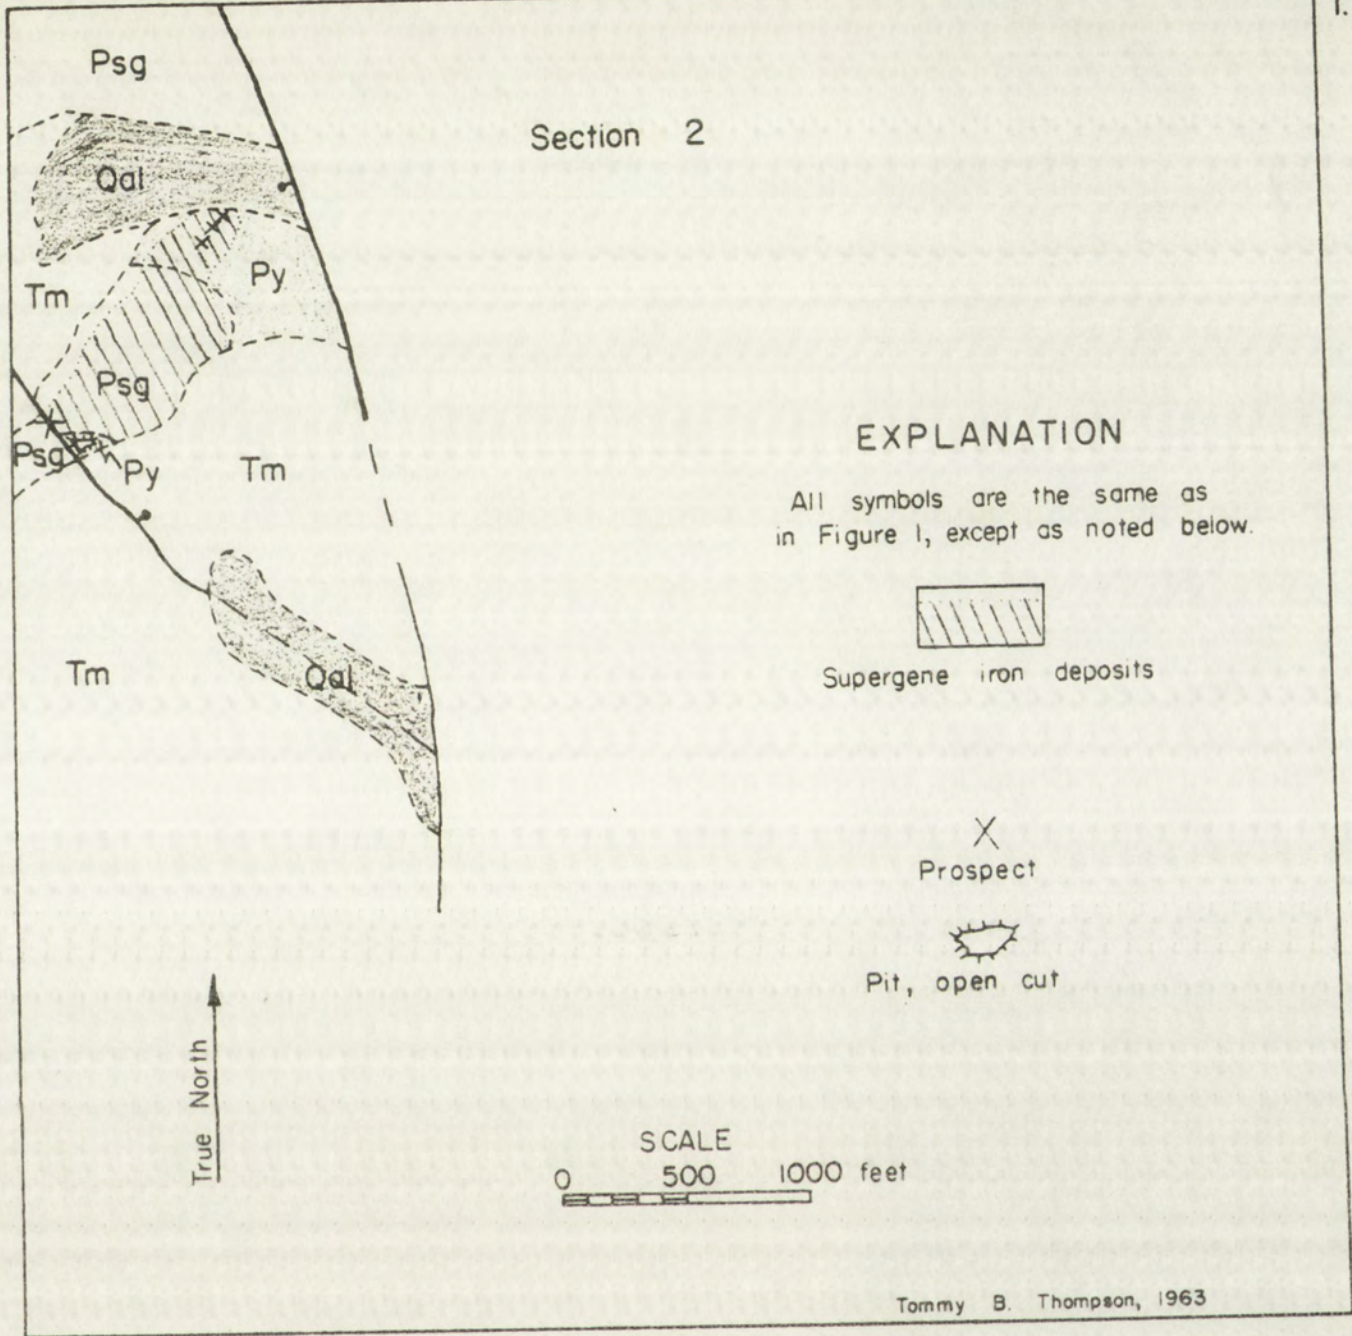 T.
Psg
Section 2
Qal
Py
Tm
Psg
Psg
Py
Tm
EXPLANATION
All symbols are the same as
in Figure 1, except as noted below.
Supergene iron deposits
Tm
Qal
Prospect
Pit, open cut
True North
SCALE
0 500 1000 feet
Tommy B. Thompson, 1963